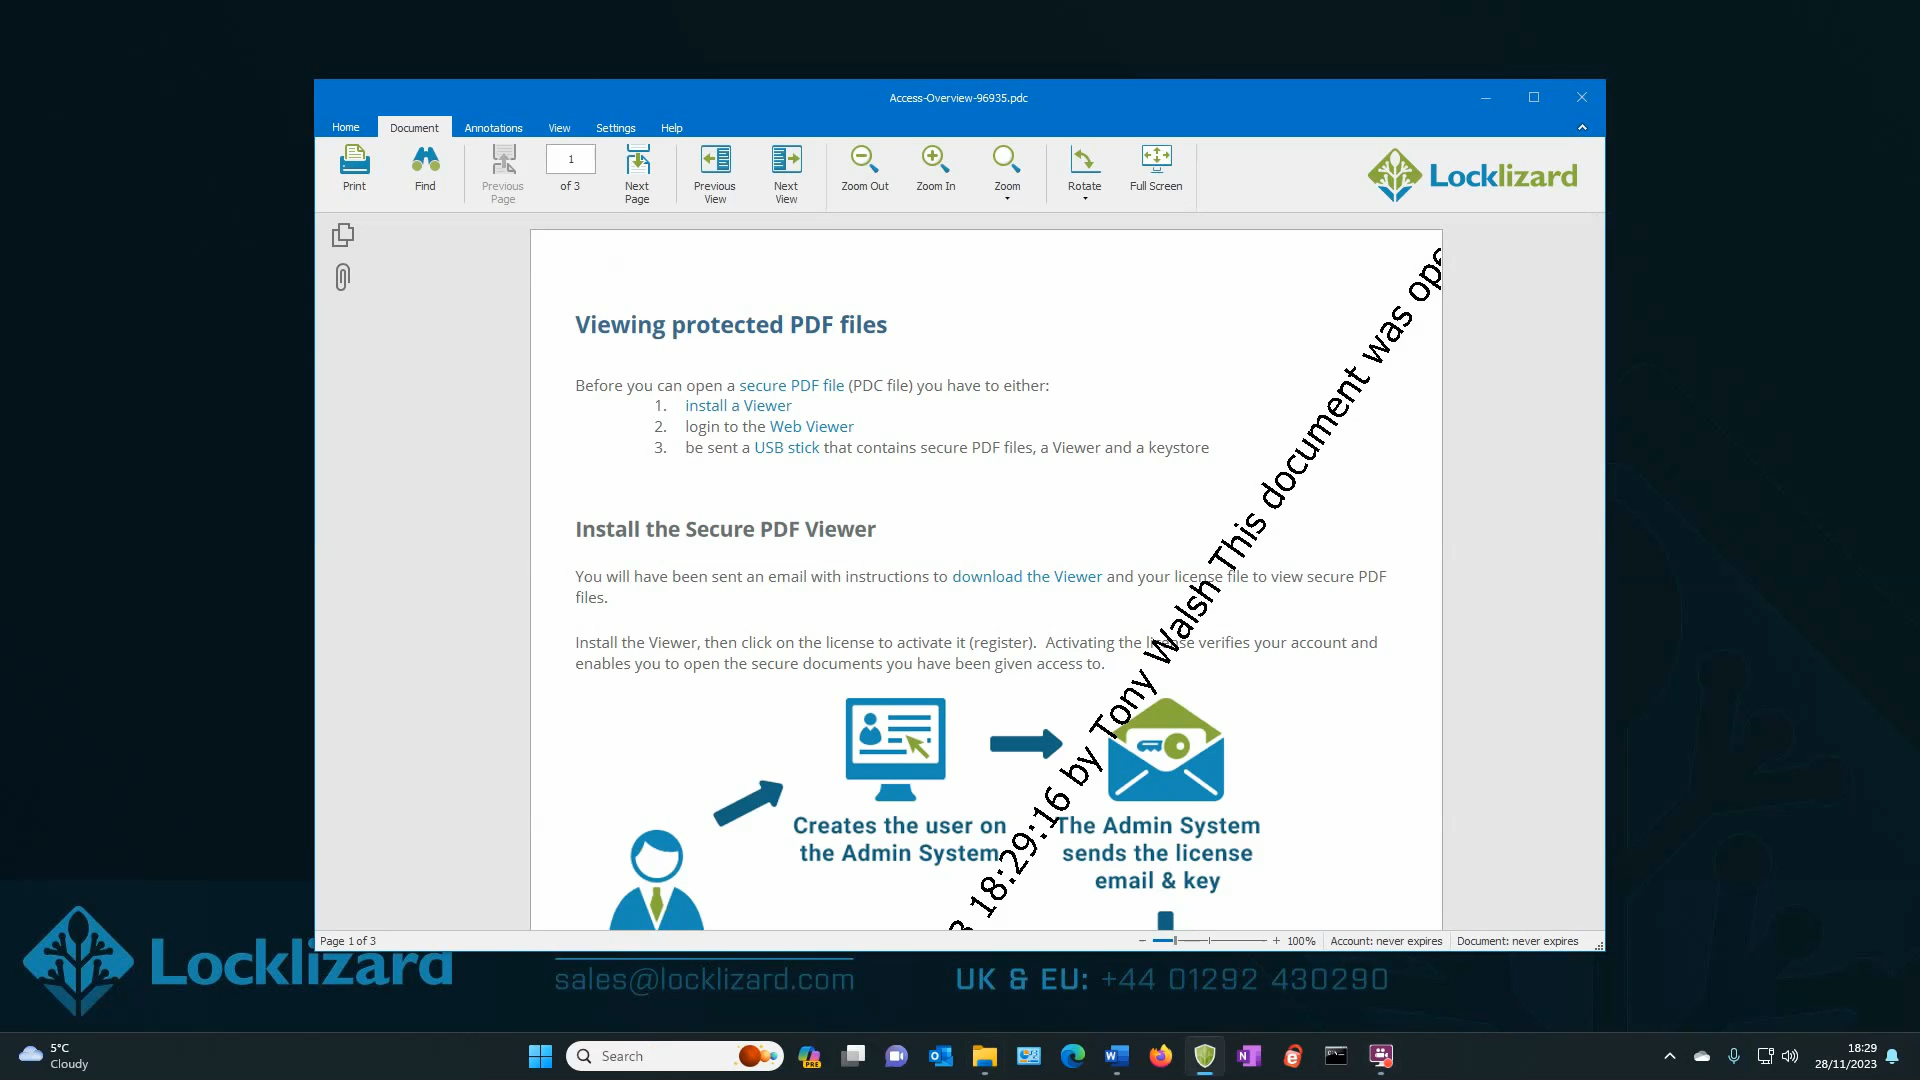 Access-Overview-96935.pdc
Home Document Annotations View Settings Help
Print
Find
Previous Page
1
of 3
Next Page
Previous View
Next View
Zoom Out
Zoom In
Zoom
Rotate
Full Screen
Locklizard
Viewing protected PDF files
Before you can open a secure PDF file (PDC file) you have to either:
1. install a Viewer
2. login to the Web Viewer
3. be sent a USB stick that contains secure PDF files, a Viewer and a keystore
Install the Secure PDF Viewer
You will have been sent an email with instructions to download the Viewer and your license file to view secure PDF
files.
Install the Viewer, then click on the license to activate it (register). Activating the license verifies your account and
enables you to open the secure documents you have been given access to.
Creates the user on
the Admin System
The Admin System
sends the license
email & key
3 18:29:16 by Tony Walsh This document was ope
Page 1 of 3
100%
Account: never expires
Document: never expires
Locklizard
sales@locklizard.com
UK & EU: +44 01292 430290
5°C
Cloudy
Search
PRE
18:29
28/11/2023